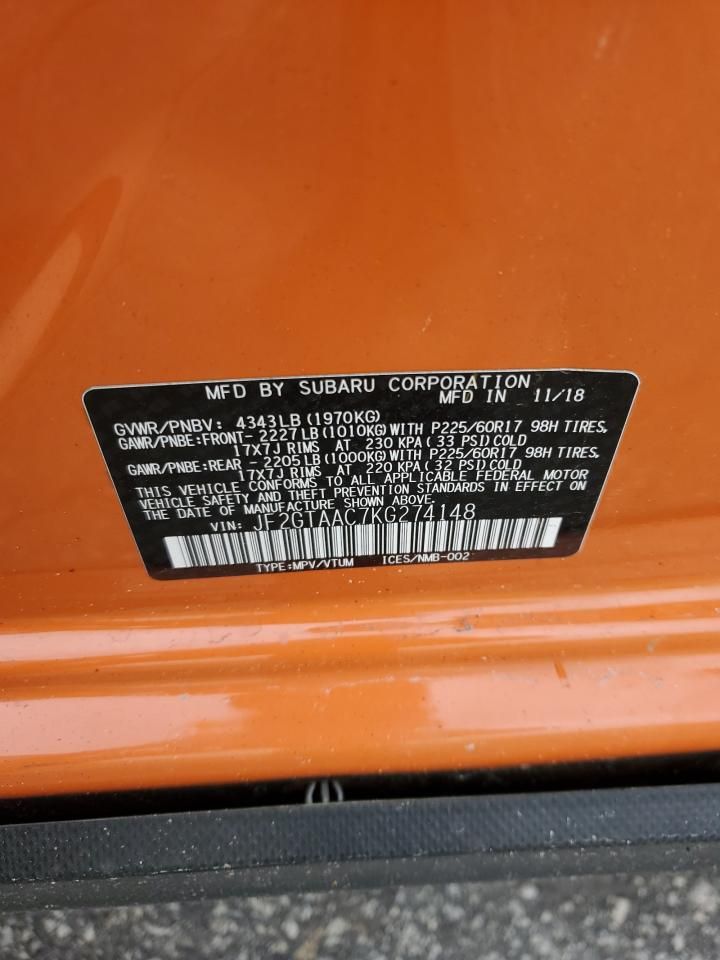 MFD BY SUBARU CORPORATION
MFD IN 11/18
GVWR/PNBV: 4343LB(1970KG)
GAWR/PNBE:FRONT- 2227LB(1010KG)WITH P225/60R17 98H TIRES,
17X7J RIMS AT 230 KPA(33 PSI)COLD
GAWR/PNBE:REAR - 2205LB(1000KG)WITH P225/60R17 98H TIRES,
17X7J RIMS AT 220 KPA(32 PSI)COLD
THIS VEHICLE CONFORMS TO ALL APPLICABLE FEDERAL MOTOR
VEHICLE SAFETY AND THEFT PREVENTION STANDARDS IN EFFECT ON
THE DATE OF MANUFACTURE SHOWN ABOVE.
VIN: JF2GTAAC7KG274148
TYPE:MPV/VTUM ICES/NMB-002